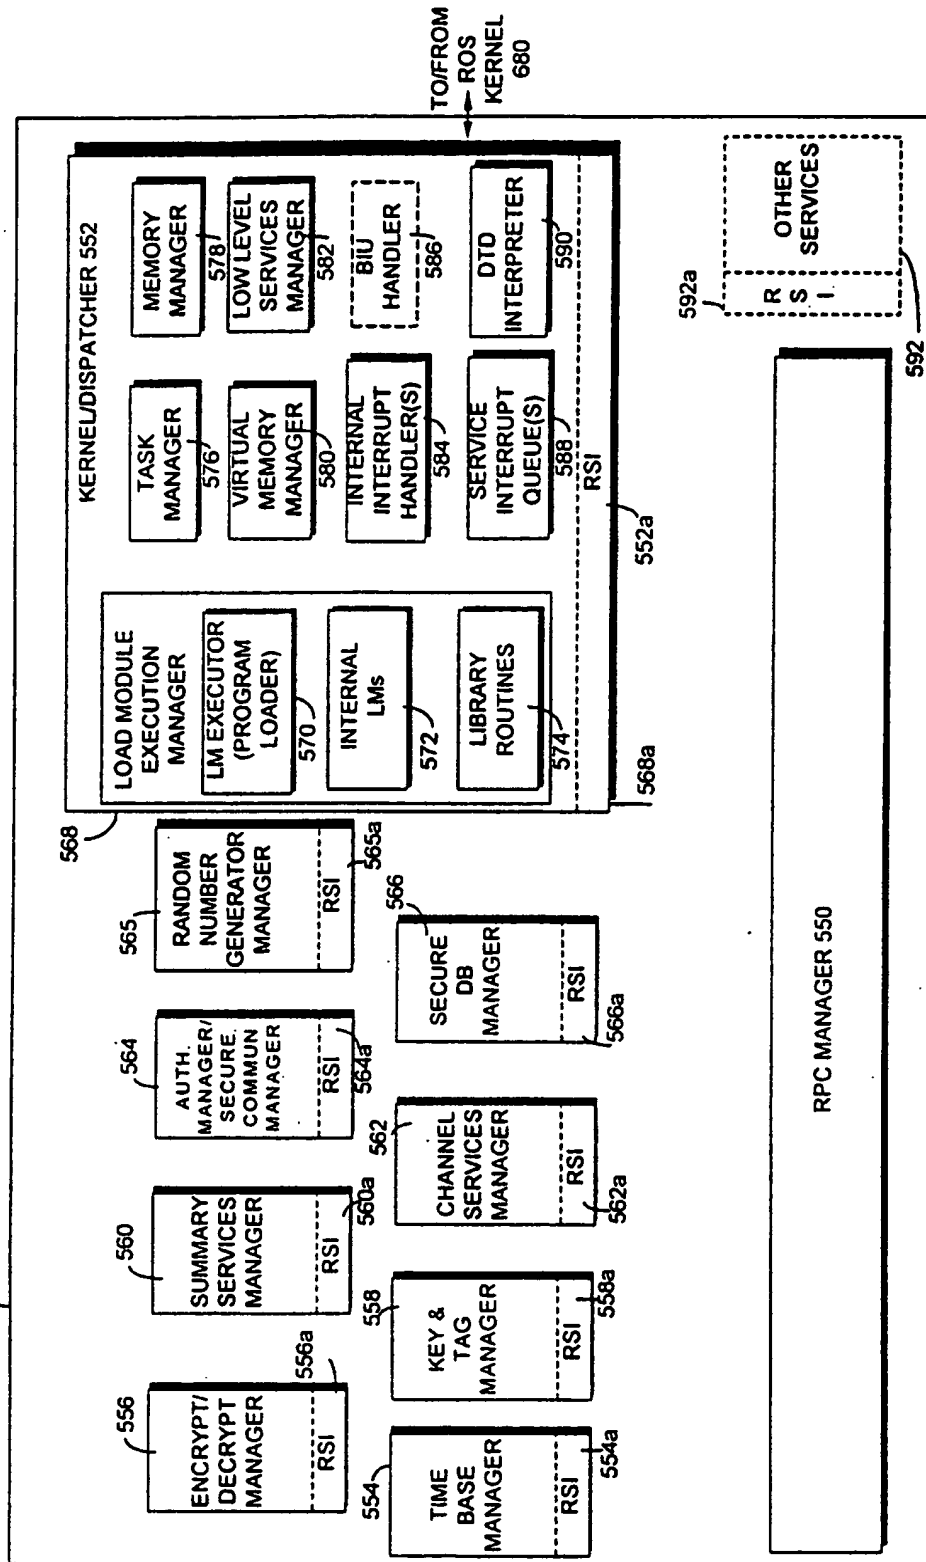 TO/FROM
ROS
KERNEL
680
KERNEL/DISPATCHER 552
LOAD MODULE
EXECUTION
MANAGER
LM EXECUTOR
(PROGRAM
LOADER)
570
INTERNAL
LMs
572
LIBRARY
ROUTINES
574
568
568a
TASK
MANAGER
576
MEMORY
MANAGER
578
VIRTUAL
MEMORY
MANAGER
580
LOW LEVEL
SERVICES
MANAGER
582
INTERNAL
INTERRUPT
HANDLER(S)
584
BIU
HANDLER
586
SERVICE
INTERRUPT
QUEUE(S)
588
DTD
INTERPRETER
590
RSI
552a
556
ENCRYPT/
DECRYPT
MANAGER
RSI
556a
560
SUMMARY
SERVICES
MANAGER
RSI
560a
564
AUTH.
MANAGER/
SECURE.
COMMUN
MANAGER
RSI
564a
565
RANDOM
NUMBER
GENERATOR
MANAGER
RSI
565a
554
TIME
BASE
MANAGER
RSI
554a
558
KEY &
TAG
MANAGER
RSI
558a
562
CHANNEL
SERVICES
MANAGER
RSI
562a
566
SECURE
DB
MANAGER
RSI
566a
RPC MANAGER 550
592a
R
S
I
OTHER
SERVICES
592